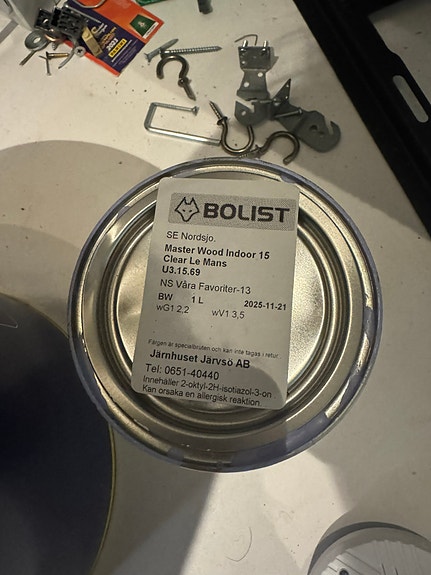 BOLIST
SE Nordsjo.
Master Wood Indoor 15
Clear Le Mans
U3.15.69
NS Våra Favoriter-13
BW 1 L 2025-11-21
wG1 2,2 wV1 3,5
Färgen är specialbruten och kan inte tagas i retur
Järnhuset Järvsö AB
Tel: 0651-40440
Innehåller 2-oktyl-2H-isotiazol-3-on
Kan orsaka en allergisk reaktion.